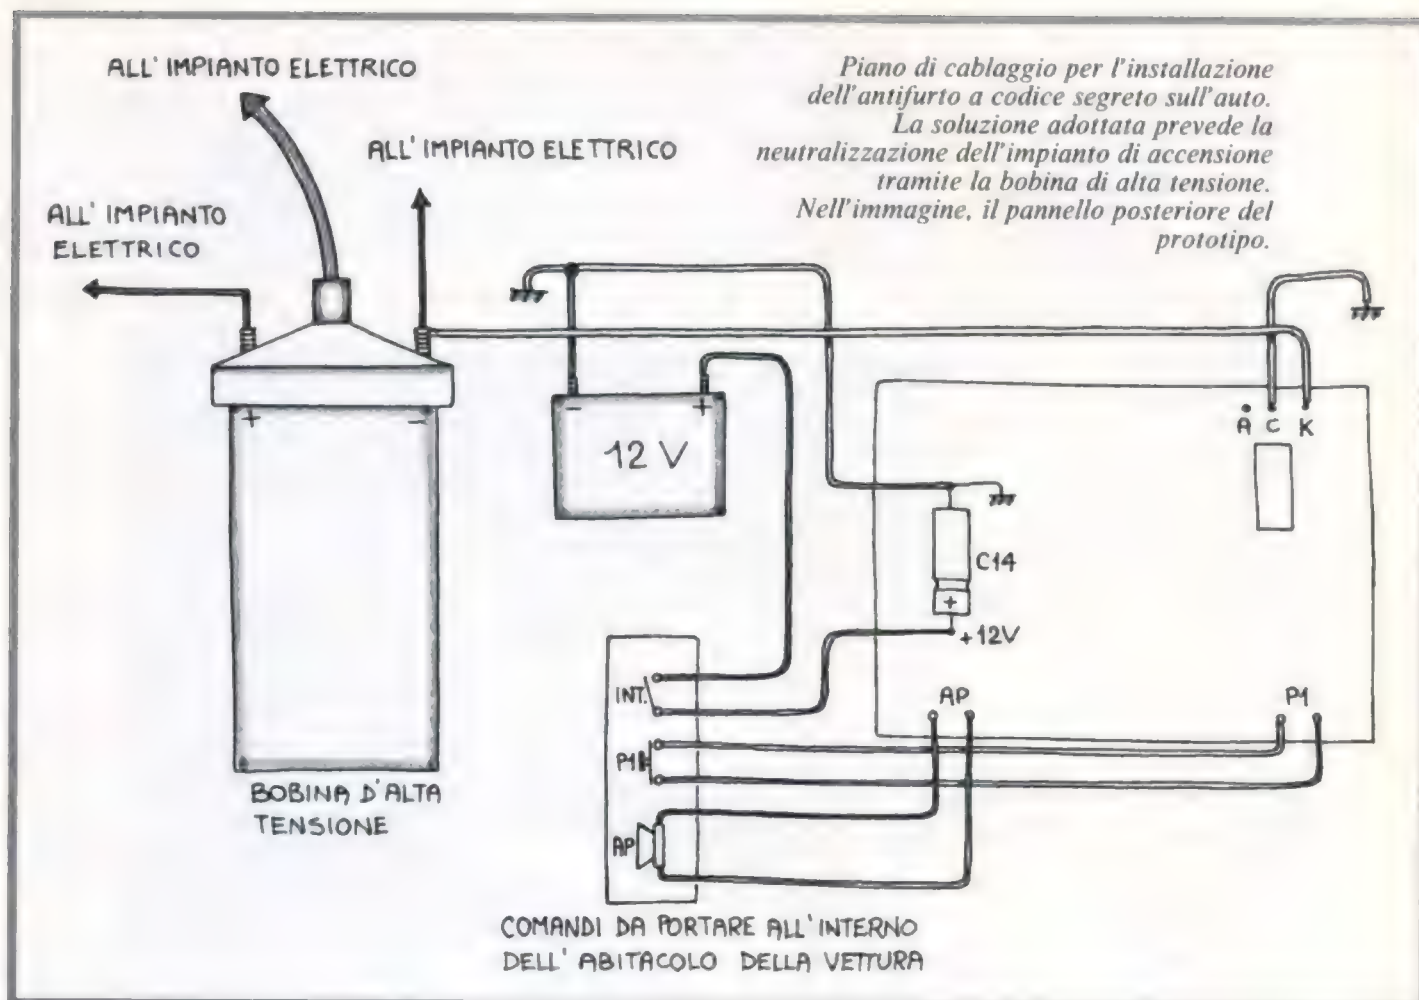 ALL' IMPIANTO ELETTRICO
Piano di cablaggio per l'installazione
dell'antifurto a codice segreto sull'auto.
La soluzione adottata prevede la
neutralizzazione dell'impianto di accensione
tramite la bobina di alta tensione.
Nell'immagine, il pannello posteriore del
prototipo.
ALL' IMPIANTO ELETTRICO
ALL' IMPIANTO
ELETTRICO
+ -
- +
12 V
A C K
C14
+
+12V
INT.
P1
AP
AP
P1
BOBINA D'ALTA
TENSIONE
COMANDI DA PORTARE ALL'INTERNO
DELL' ABITACOLO DELLA VETTURA